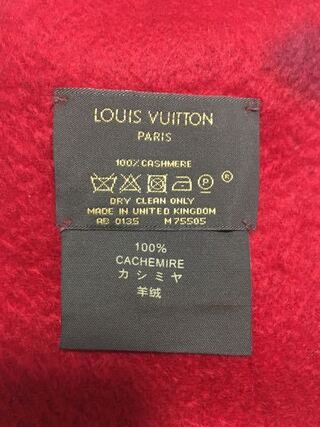 LOUIS VUITTON
PARIS
100% CASHMERE
P ®
DRY CLEAN ONLY
MADE IN UNITED KINGDOM
AB 0135 M75505
100%
CACHEMIRE
カシミヤ
羊绒